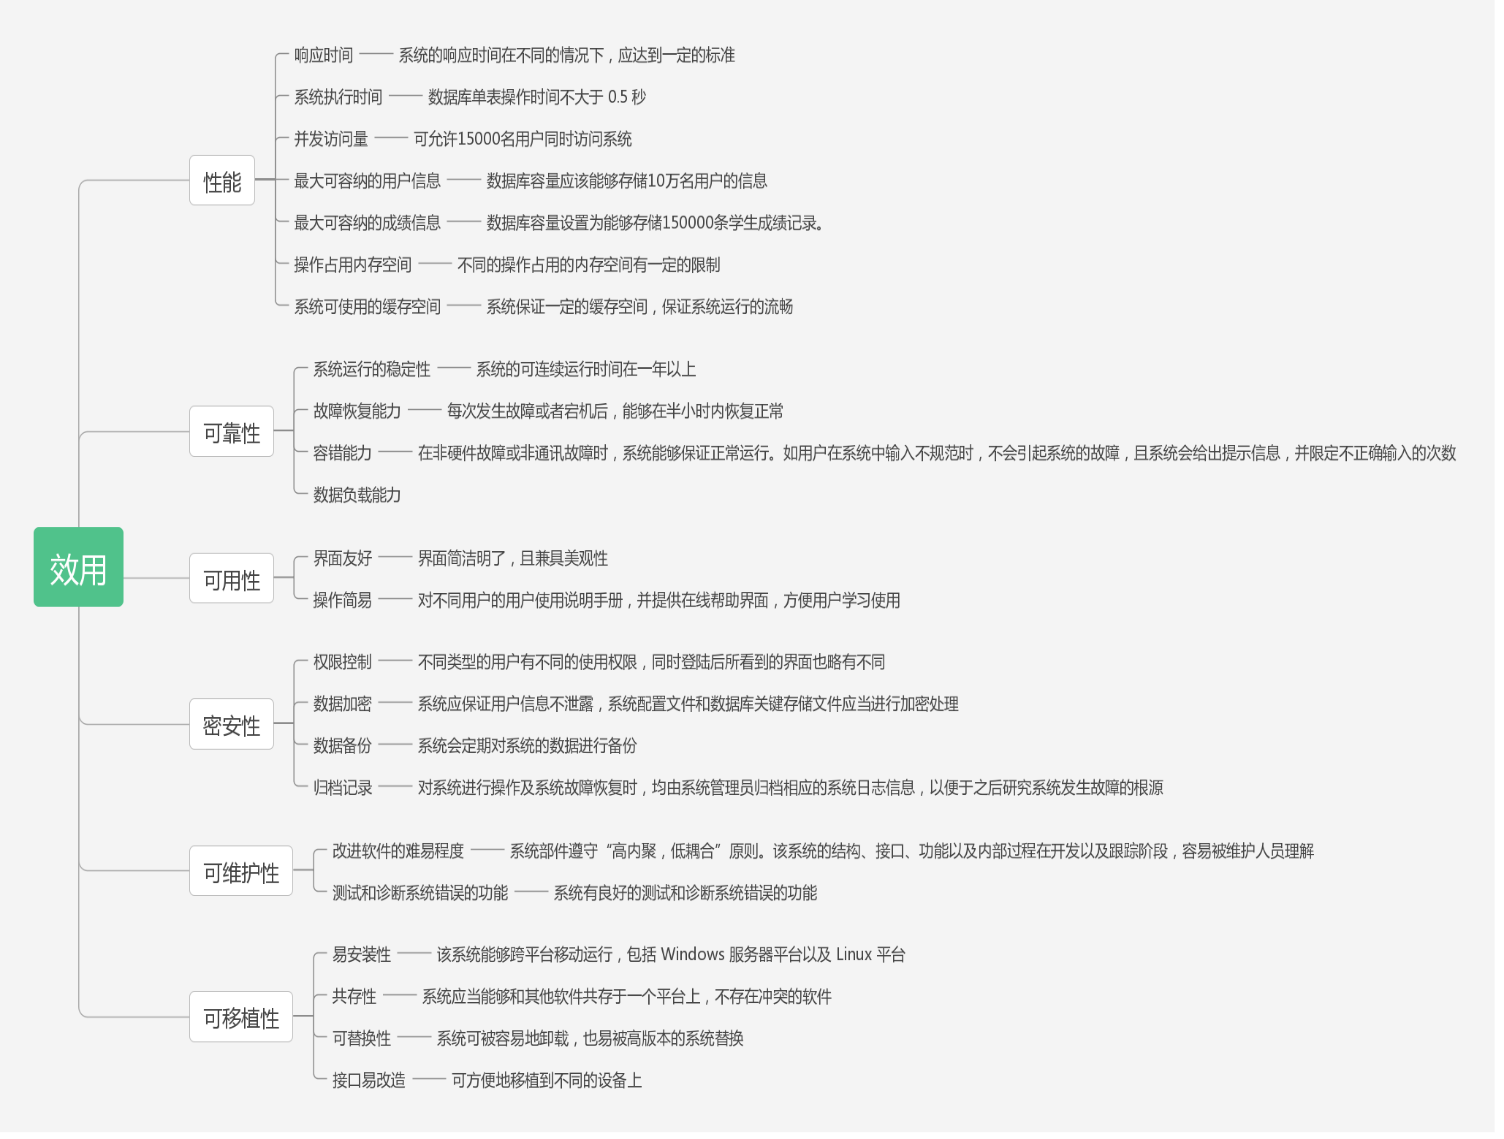 效用
性能
响应时间
系统的响应时间在不同的情况下，应达到一定的标准
系统执行时间
数据库单表操作时间不大于 0.5 秒
并发访问量
可允许15000名用户同时访问系统
最大可容纳的用户信息
数据库容量应该能够存储10万名用户的信息
最大可容纳的成绩信息
数据库容量设置为能够存储150000条学生成绩记录。
操作占用内存空间
不同的操作占用的内存空间有一定的限制
系统可使用的缓存空间
系统保证一定的缓存空间，保证系统运行的流畅
可靠性
系统运行的稳定性
系统的可连续运行时间在一年以上
故障恢复能力
每次发生故障或者宕机后，能够在半小时内恢复正常
容错能力
在非硬件故障或非通讯故障时，系统能够保证正常运行。如用户在系统中输入不规范时，不会引起系统的故障，且系统会给出提示信息，并限定不正确输入的次数
数据负载能力
可用性
界面友好
界面简洁明了，且兼具美观性
操作简易
对不同用户的用户使用说明手册，并提供在线帮助界面，方便用户学习使用
密安性
权限控制
不同类型的用户有不同的使用权限，同时登陆后所看到的界面也略有不同
数据加密
系统应保证用户信息不泄露，系统配置文件和数据库关键存储文件应当进行加密处理
数据备份
系统会定期对系统的数据进行备份
归档记录
对系统进行操作及系统故障恢复时，均由系统管理员归档相应的系统日志信息，以便于之后研究系统发生故障的根源
可维护性
改进软件的难易程度
系统部件遵守“高内聚，低耦合”原则。该系统的结构、接口、功能以及内部过程在开发以及跟踪阶段，容易被维护人员理解
测试和诊断系统错误的功能
系统有良好的测试和诊断系统错误的功能
可移植性
易安装性
该系统能够跨平台移动运行，包括 Windows 服务器平台以及 Linux 平台
共存性
系统应当能够和其他软件共存于一个平台上，不存在冲突的软件
可替换性
系统可被容易地卸载，也易被高版本的系统替换
接口易改造
可方便地移植到不同的设备上